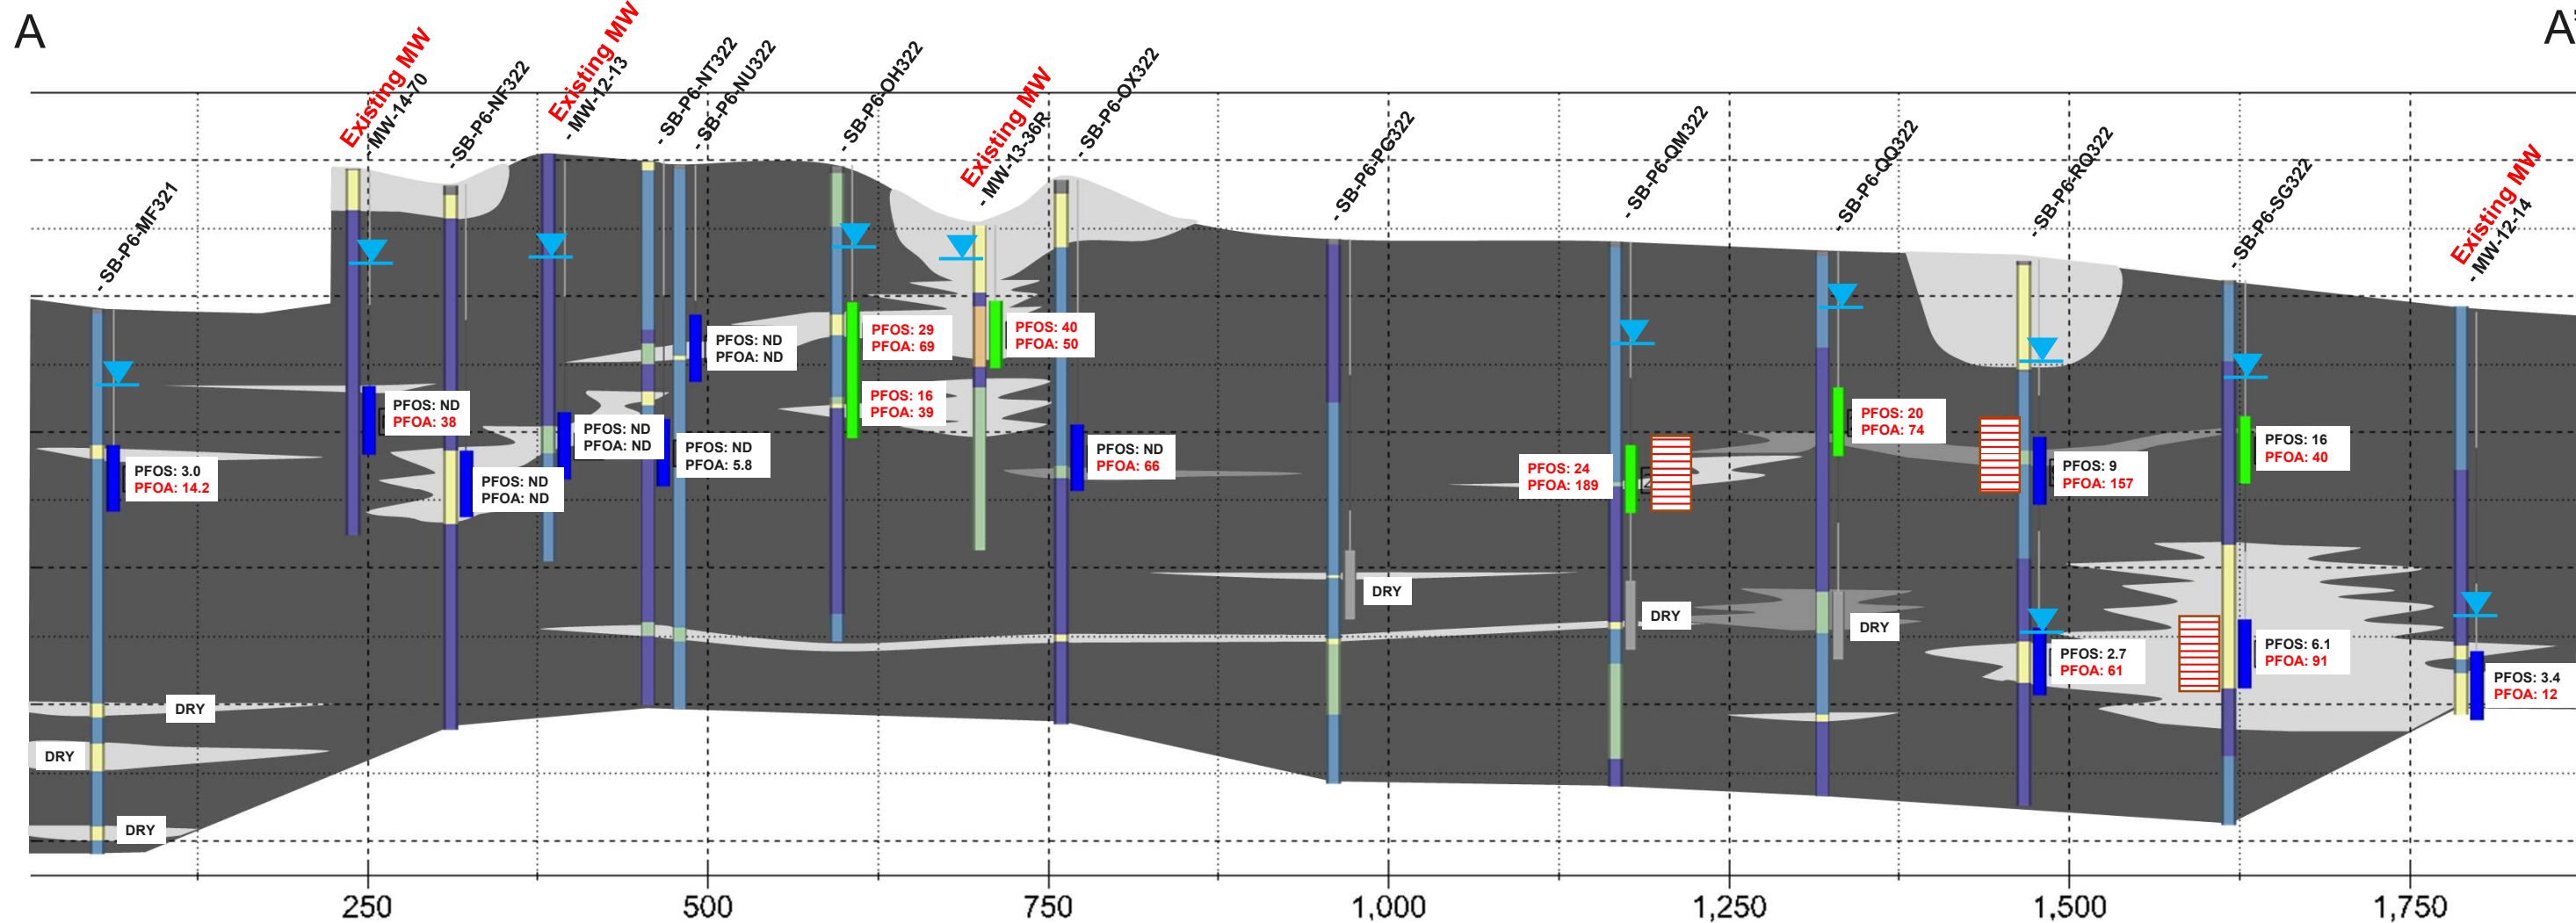 A
A'
Existing MW
- MW-14-70
- SB-P6-NF322
Existing MW
- MW-12-13
- SB-P6-NT322
- SB-P6-NU322
- SB-P6-OH322
Existing MW
- MW-13-36R
- SB-P6-OX322
- SB-P6-PG322
- SB-P6-QM322
- SB-P6-QQ322
- SB-P6-RQ322
- SB-P6-SG322
Existing MW
- MW-12-14
- SB-P6-MF321
PFOS: 3.0
PFOA: 14.2
PFOS: ND
PFOA: 38
PFOS: ND
PFOA: ND
PFOS: ND
PFOA: ND
PFOS: ND
PFOA: 5.8
PFOS: ND
PFOA: ND
PFOS: 29
PFOA: 69
PFOS: 16
PFOA: 39
PFOS: 40
PFOA: 50
PFOS: ND
PFOA: 66
PFOS: 24
PFOA: 189
PFOS: 20
PFOA: 74
PFOS: 9
PFOA: 157
PFOS: 16
PFOA: 40
PFOS: 2.7
PFOA: 61
PFOS: 6.1
PFOA: 91
PFOS: 3.4
PFOA: 12
DRY
DRY
DRY
DRY
DRY
DRY
250
500
750
1,000
1,250
1,500
1,750